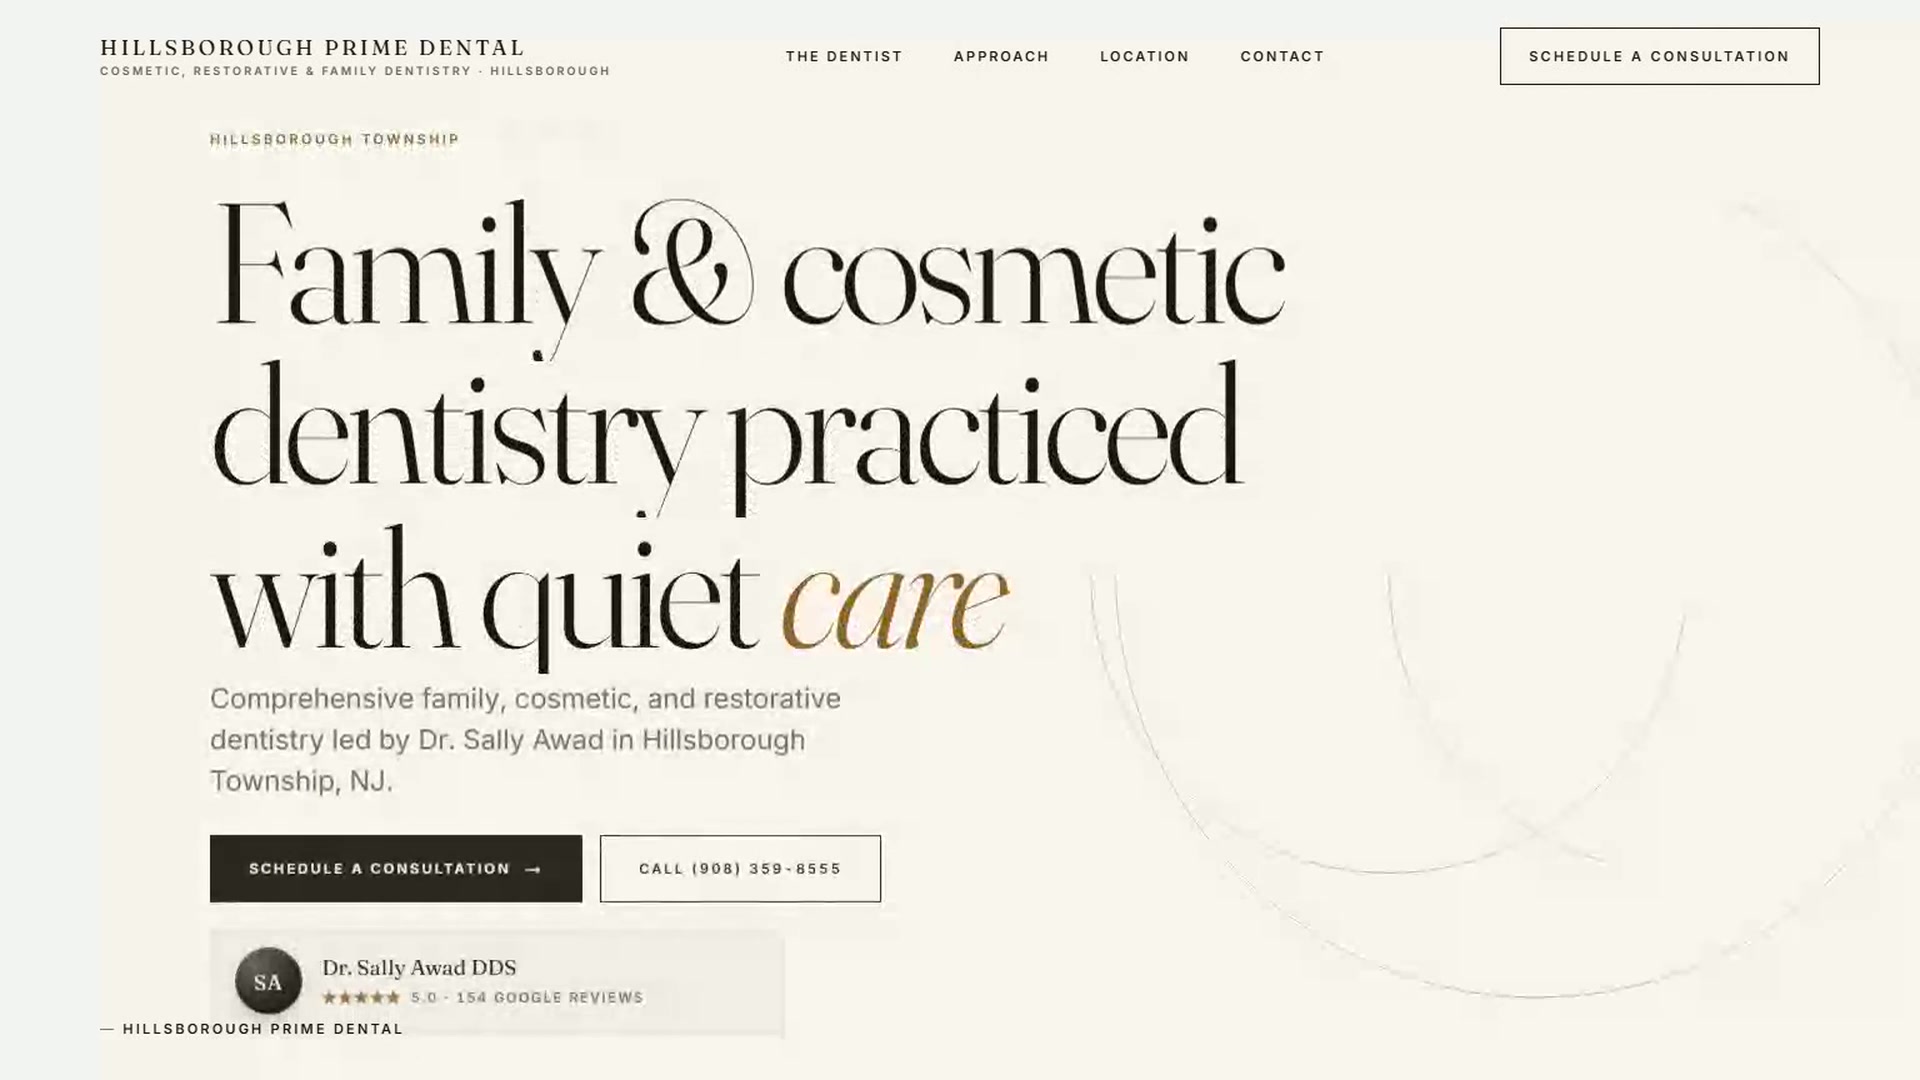 HILLSBOROUGH PRIME DENTAL
COSMETIC, RESTORATIVE & FAMILY DENTISTRY · HILLSBOROUGH
THE DENTIST
APPROACH
LOCATION
CONTACT
SCHEDULE A CONSULTATION
HILLSBOROUGH TOWNSHIP
Family & cosmetic
dentistry practiced
with quiet care
Comprehensive family, cosmetic, and restorative
dentistry led by Dr. Sally Awad in Hillsborough
Township, NJ.
SCHEDULE A CONSULTATION →
CALL (908) 359-8555
SA
Dr. Sally Awad DDS
★★★★★ 5.0 · 154 GOOGLE REVIEWS
— HILLSBOROUGH PRIME DENTAL